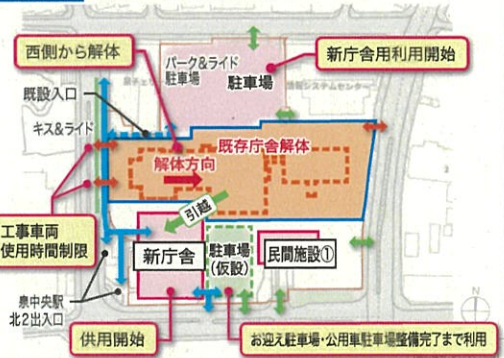 西側から解体
パーク&ライド
駐車場
駐車場
新庁舎用利用開始
既設入口
キス&ライド
既存庁舎解体
解体方向
引越
工事車両
使用時間制限
新庁舎
駐車場
(仮設)
民間施設①
泉中央駅
北2出入口
供用開始
お迎え駐車場・公用車駐車場整備完了まで利用
N